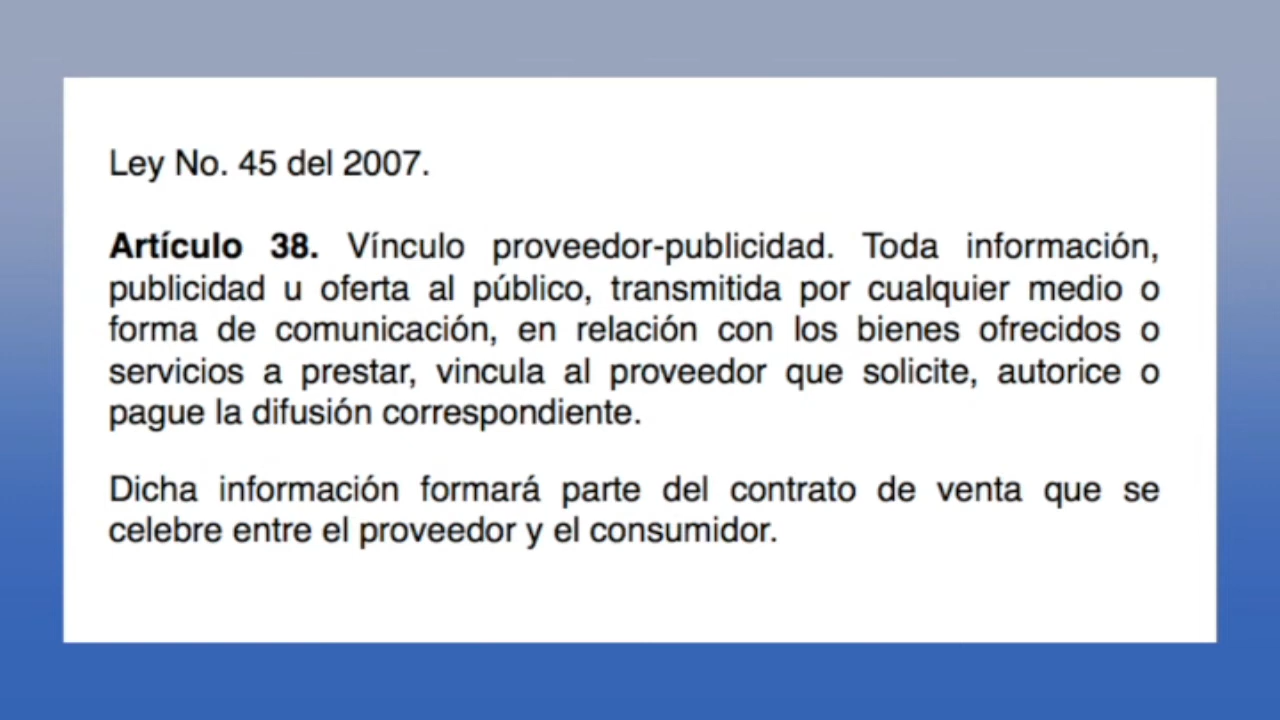 Ley No. 45 del 2007.
Artículo 38. Vínculo proveedor-publicidad. Toda información,
publicidad u oferta al público, transmitida por cualquier medio o
forma de comunicación, en relación con los bienes ofrecidos o
servicios a prestar, vincula al proveedor que solicite, autorice o
pague la difusión correspondiente.
Dicha información formará parte del contrato de venta que se
celebre entre el proveedor y el consumidor.